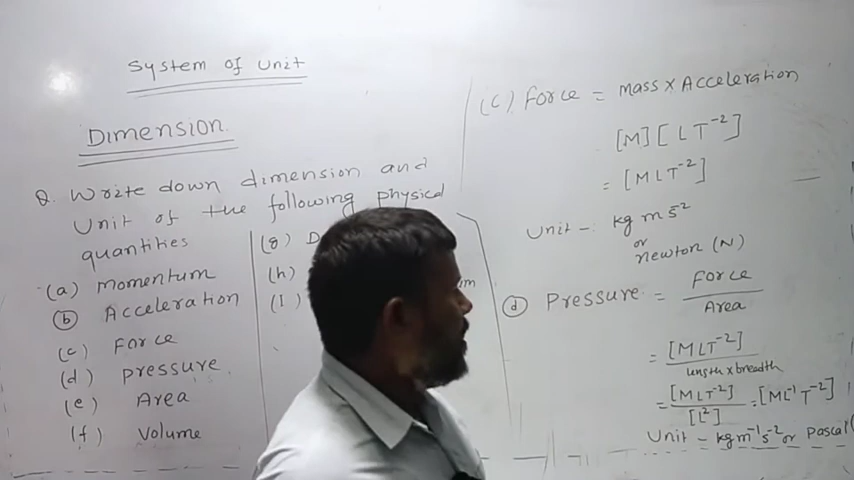 System of Unit
Dimension.
Q. Write down dimension and
Unit of the following physical
quantities
(a) Momentum
(b) Acceleration
(c) Force
(d) Pressure
(e) Area
(f) Volume
(g) D
(h)
(I)
m
(c) Force = Mass × Acceleration
[M][LT⁻²]
= [MLT⁻²]
Unit -: kg m s⁻²
or
newton (N)
(d) Pressure = Force
Area
= [MLT⁻²]
length × breadth
= [MLT⁻²] = [ML⁻¹T⁻²]
[L²]
Unit - kg m⁻¹ s⁻² or Pascal (